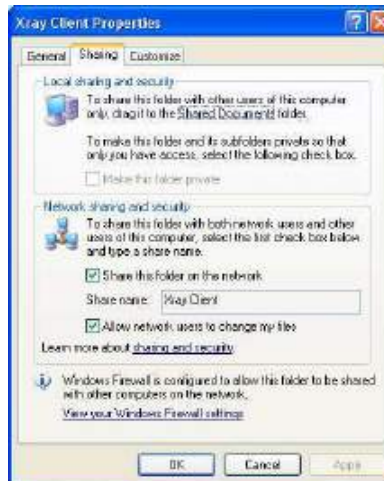 Xray Client Properties
General Sharing Customize
Local sharing and security
To share this folder with other users of this computer
only, drag it to the Shared Documents folder.
To make this folder and its subfolders private so that
only you have access, select the following check box.
Make this folder private
Network sharing and security
To share this folder with both network users and other
users of this computer, select the first check box below
and type a share name.
Share this folder on the network
Share name: Xray Client
Allow network users to change my files
Learn more about sharing and security.
Windows Firewall is configured to allow this folder to be shared
with other computers on the network.
View your Windows Firewall settings
OK Cancel Apply